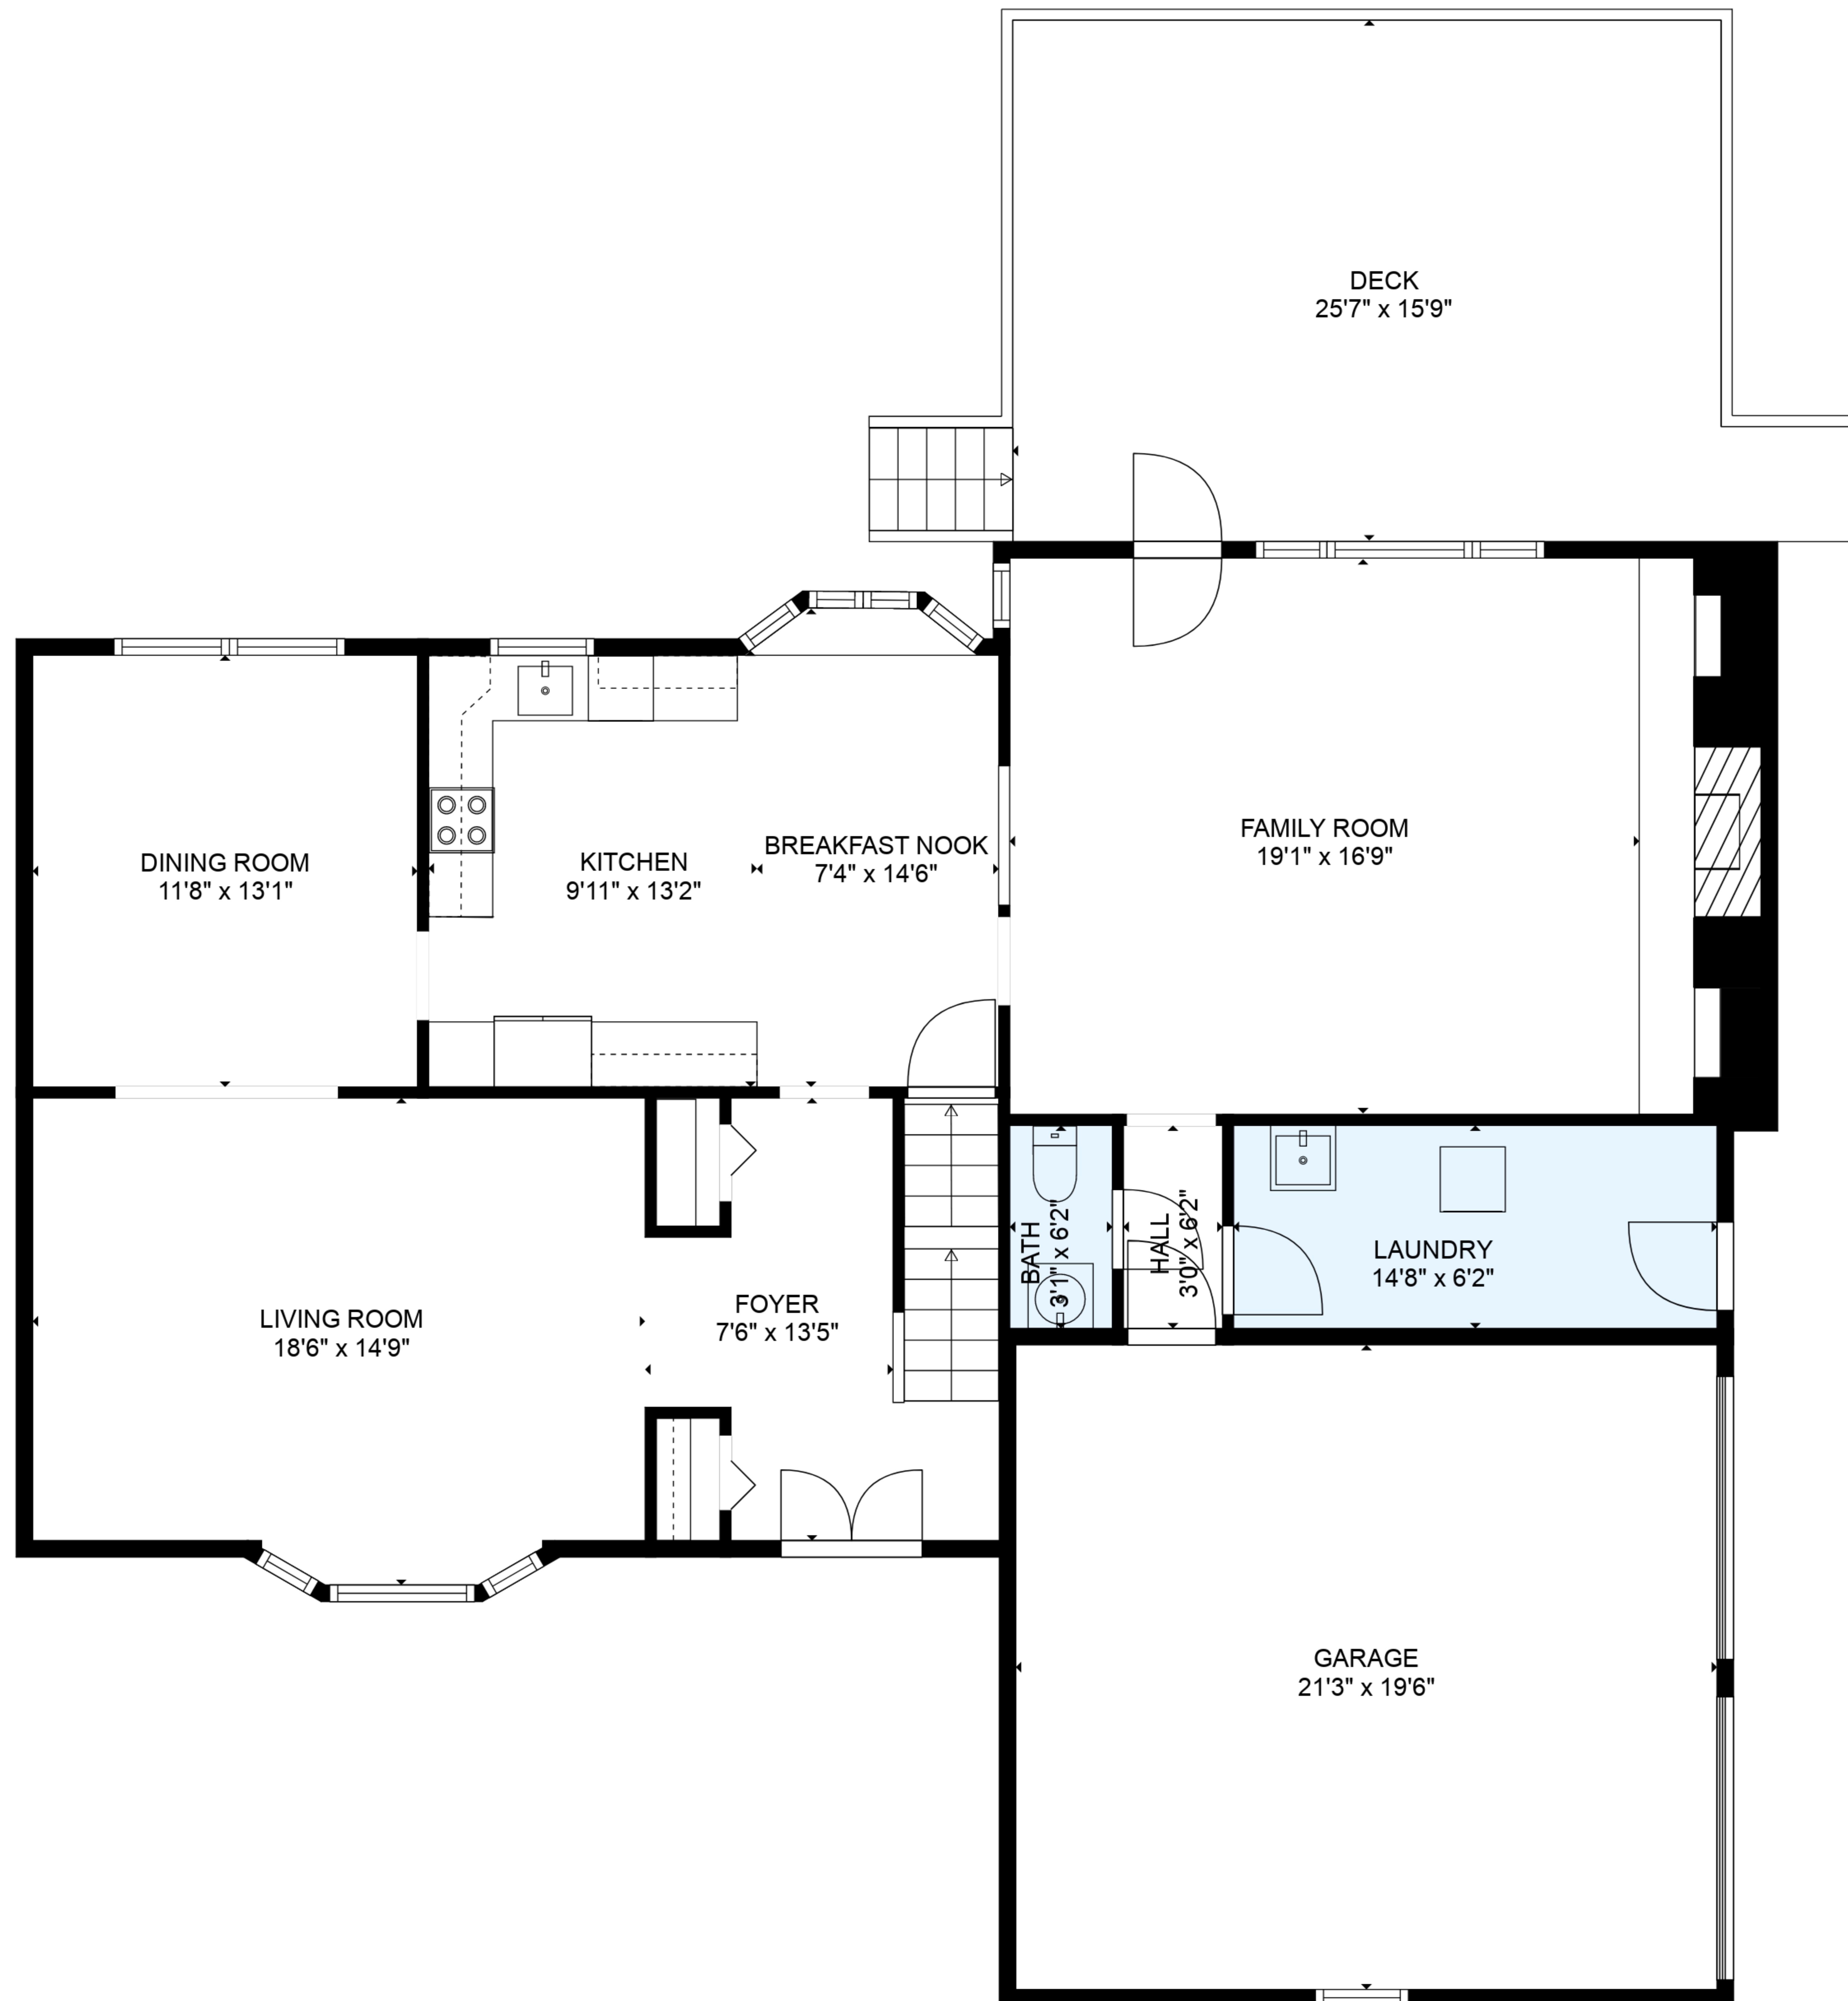 DECK
25'7" x 15'9"
FAMILY ROOM
19'1" x 16'9"
BREAKFAST NOOK
7'4" x 14'6"
KITCHEN
9'11" x 13'2"
DINING ROOM
11'8" x 13'1"
BATH
3'1" x 6'2"
HALL
3'0" x 6'2"
LAUNDRY
14'8" x 6'2"
FOYER
7'6" x 13'5"
LIVING ROOM
18'6" x 14'9"
GARAGE
21'3" x 19'6"